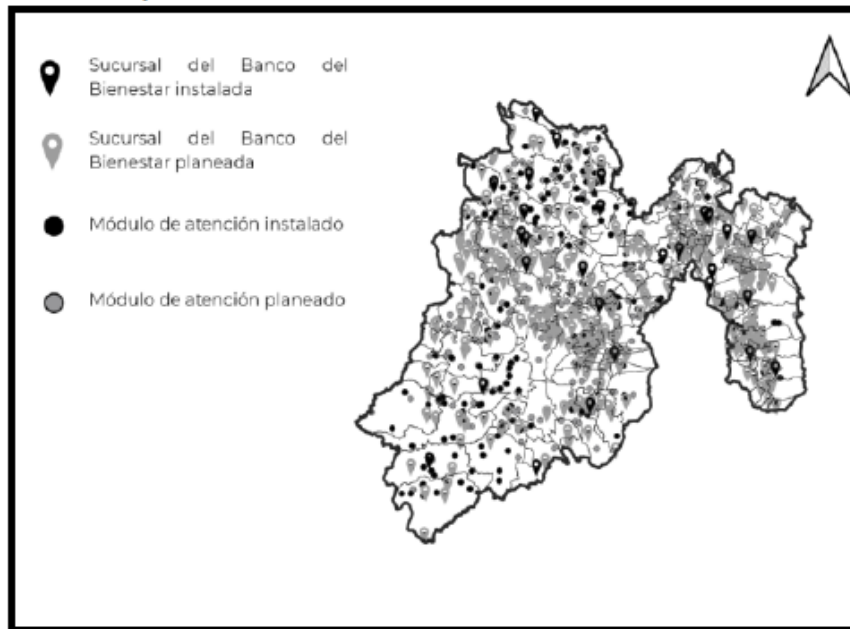 Sucursal del Banco del
Bienestar instalada
Sucursal del Banco del
Bienestar planeada
Módulo de atención instalado
Módulo de atención planeado